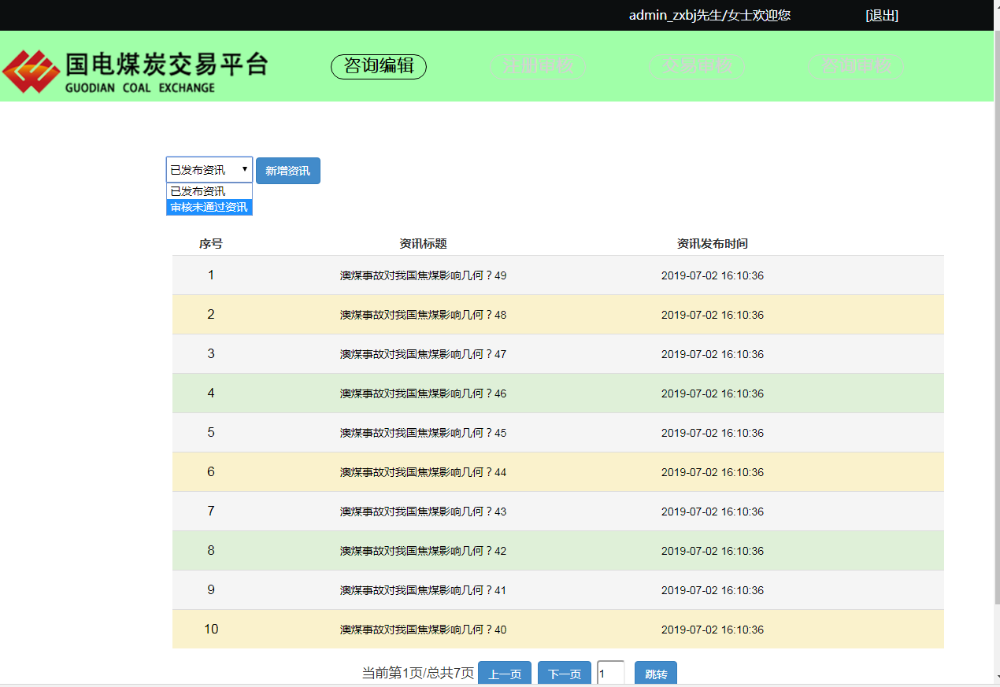 admin_zxbj先生/女士欢迎您 [退出]
国电煤炭交易平台
GUODIAN COAL EXCHANGE
咨询编辑 注册审核 交易审核 咨询审核
已发布资讯 新增资讯
已发布资讯
审核未通过资讯
序号 资讯标题 资讯发布时间
1 澳煤事故对我国焦煤影响几何？49 2019-07-02 16:10:36
2 澳煤事故对我国焦煤影响几何？48 2019-07-02 16:10:36
3 澳煤事故对我国焦煤影响几何？47 2019-07-02 16:10:36
4 澳煤事故对我国焦煤影响几何？46 2019-07-02 16:10:36
5 澳煤事故对我国焦煤影响几何？45 2019-07-02 16:10:36
6 澳煤事故对我国焦煤影响几何？44 2019-07-02 16:10:36
7 澳煤事故对我国焦煤影响几何？43 2019-07-02 16:10:36
8 澳煤事故对我国焦煤影响几何？42 2019-07-02 16:10:36
9 澳煤事故对我国焦煤影响几何？41 2019-07-02 16:10:36
10 澳煤事故对我国焦煤影响几何？40 2019-07-02 16:10:36
当前第1页/总共7页 上一页 下一页 1 跳转